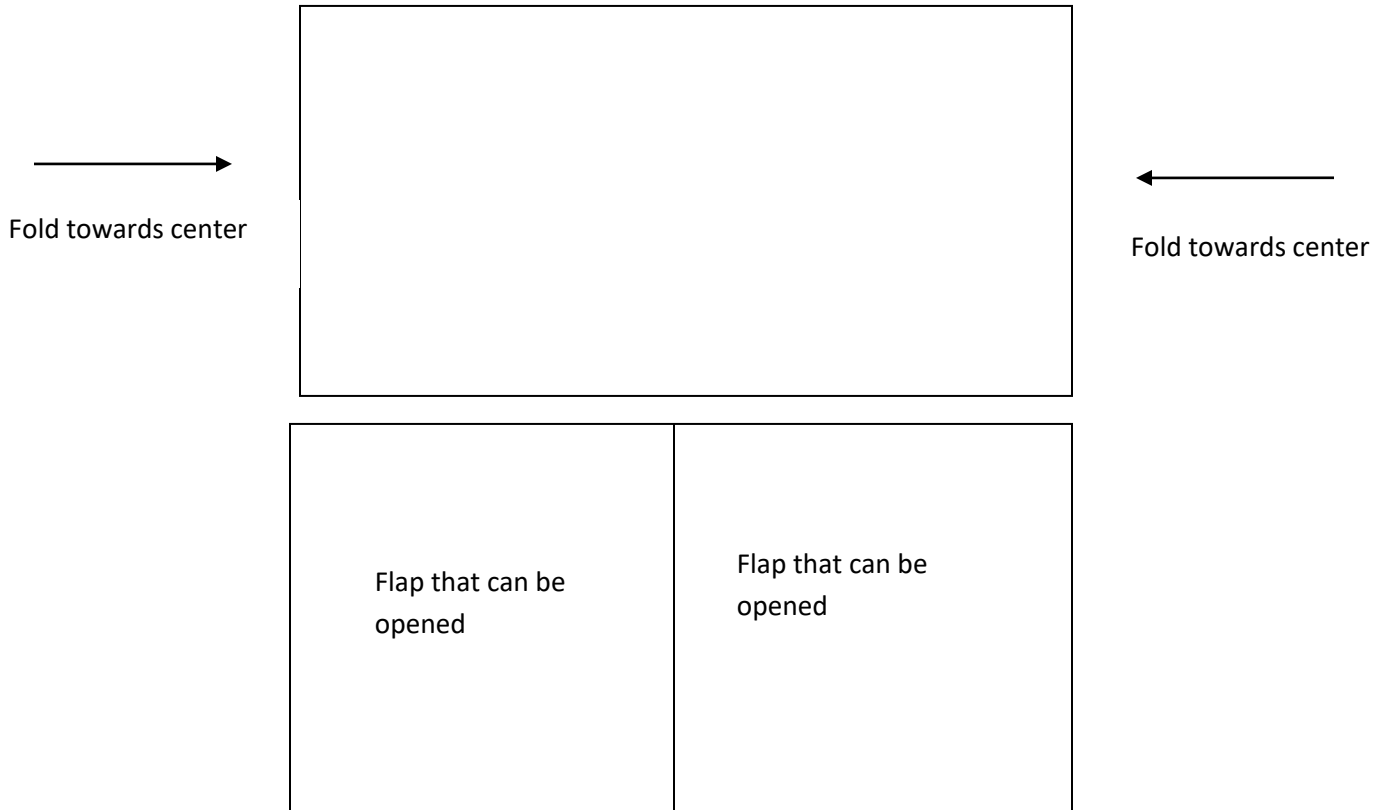 Fold towards center
Fold towards center
Flap that can be
opened
Flap that can be
opened